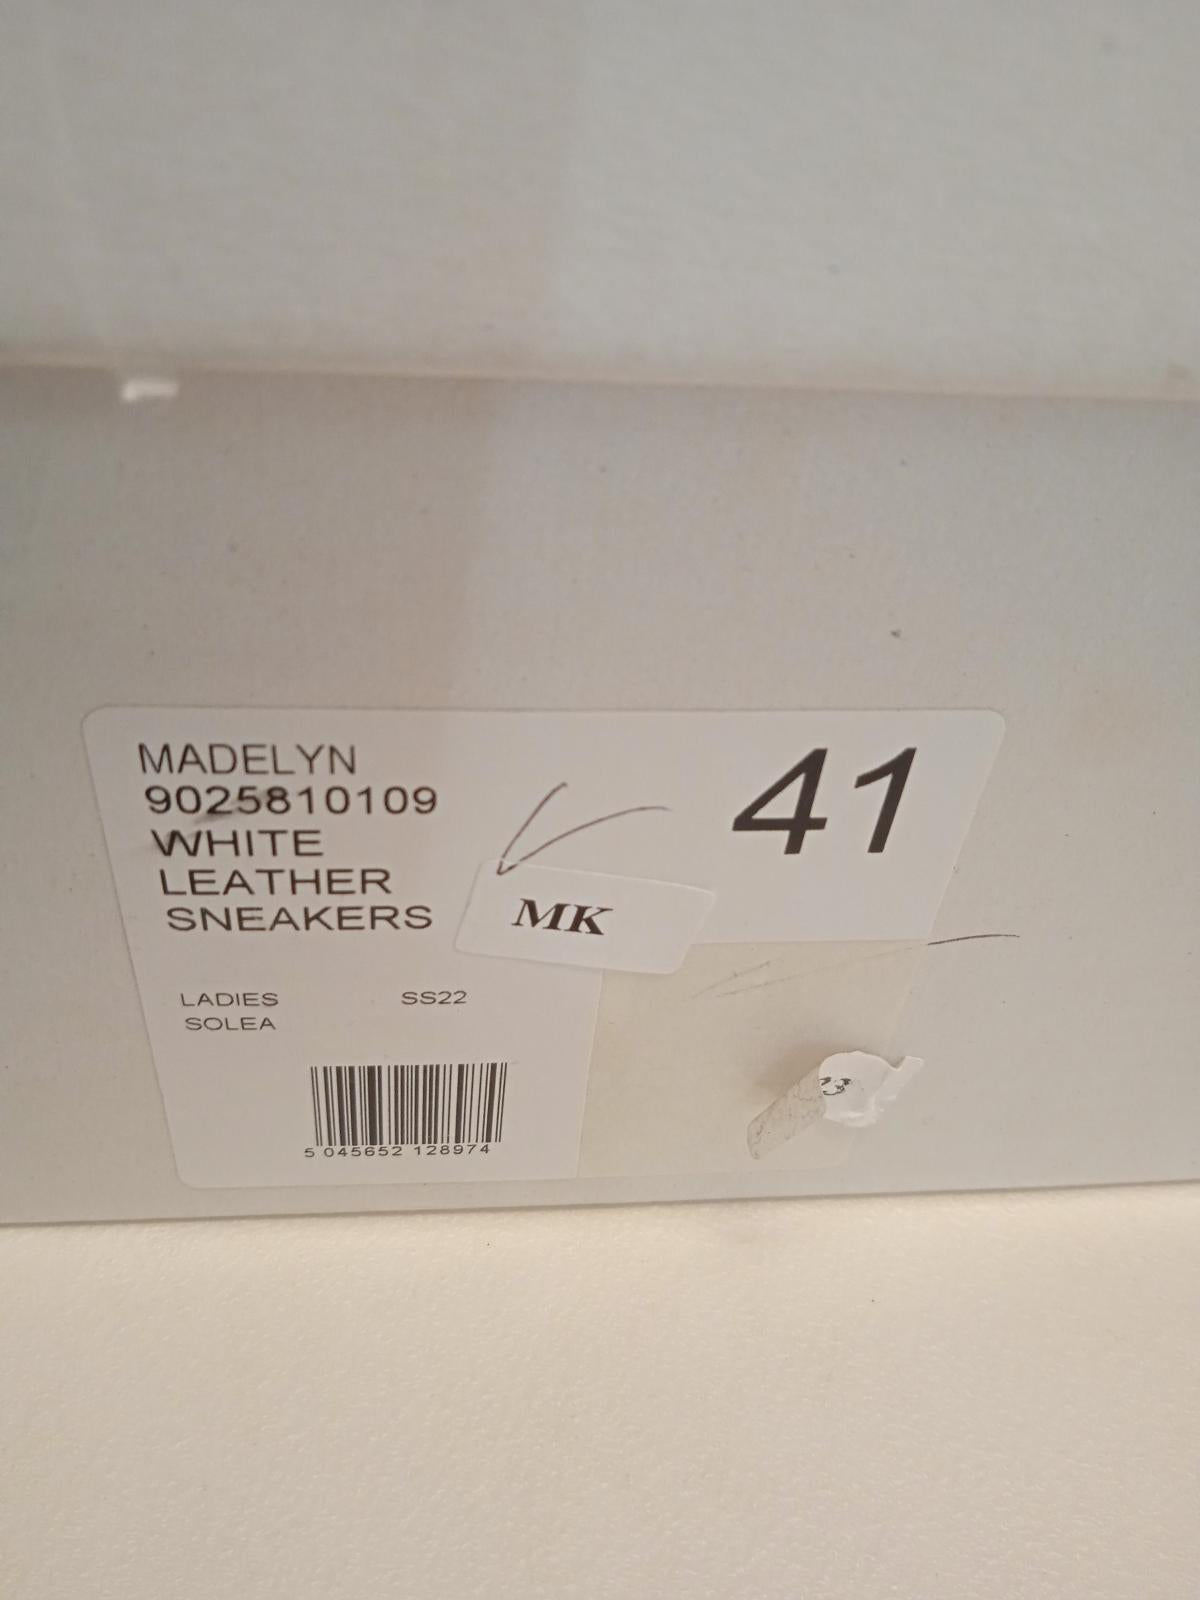 MADELYN
9025810109
WHITE
LEATHER
SNEAKERS
41
MK
LADIES SS22
SOLEA
5 045652 128974